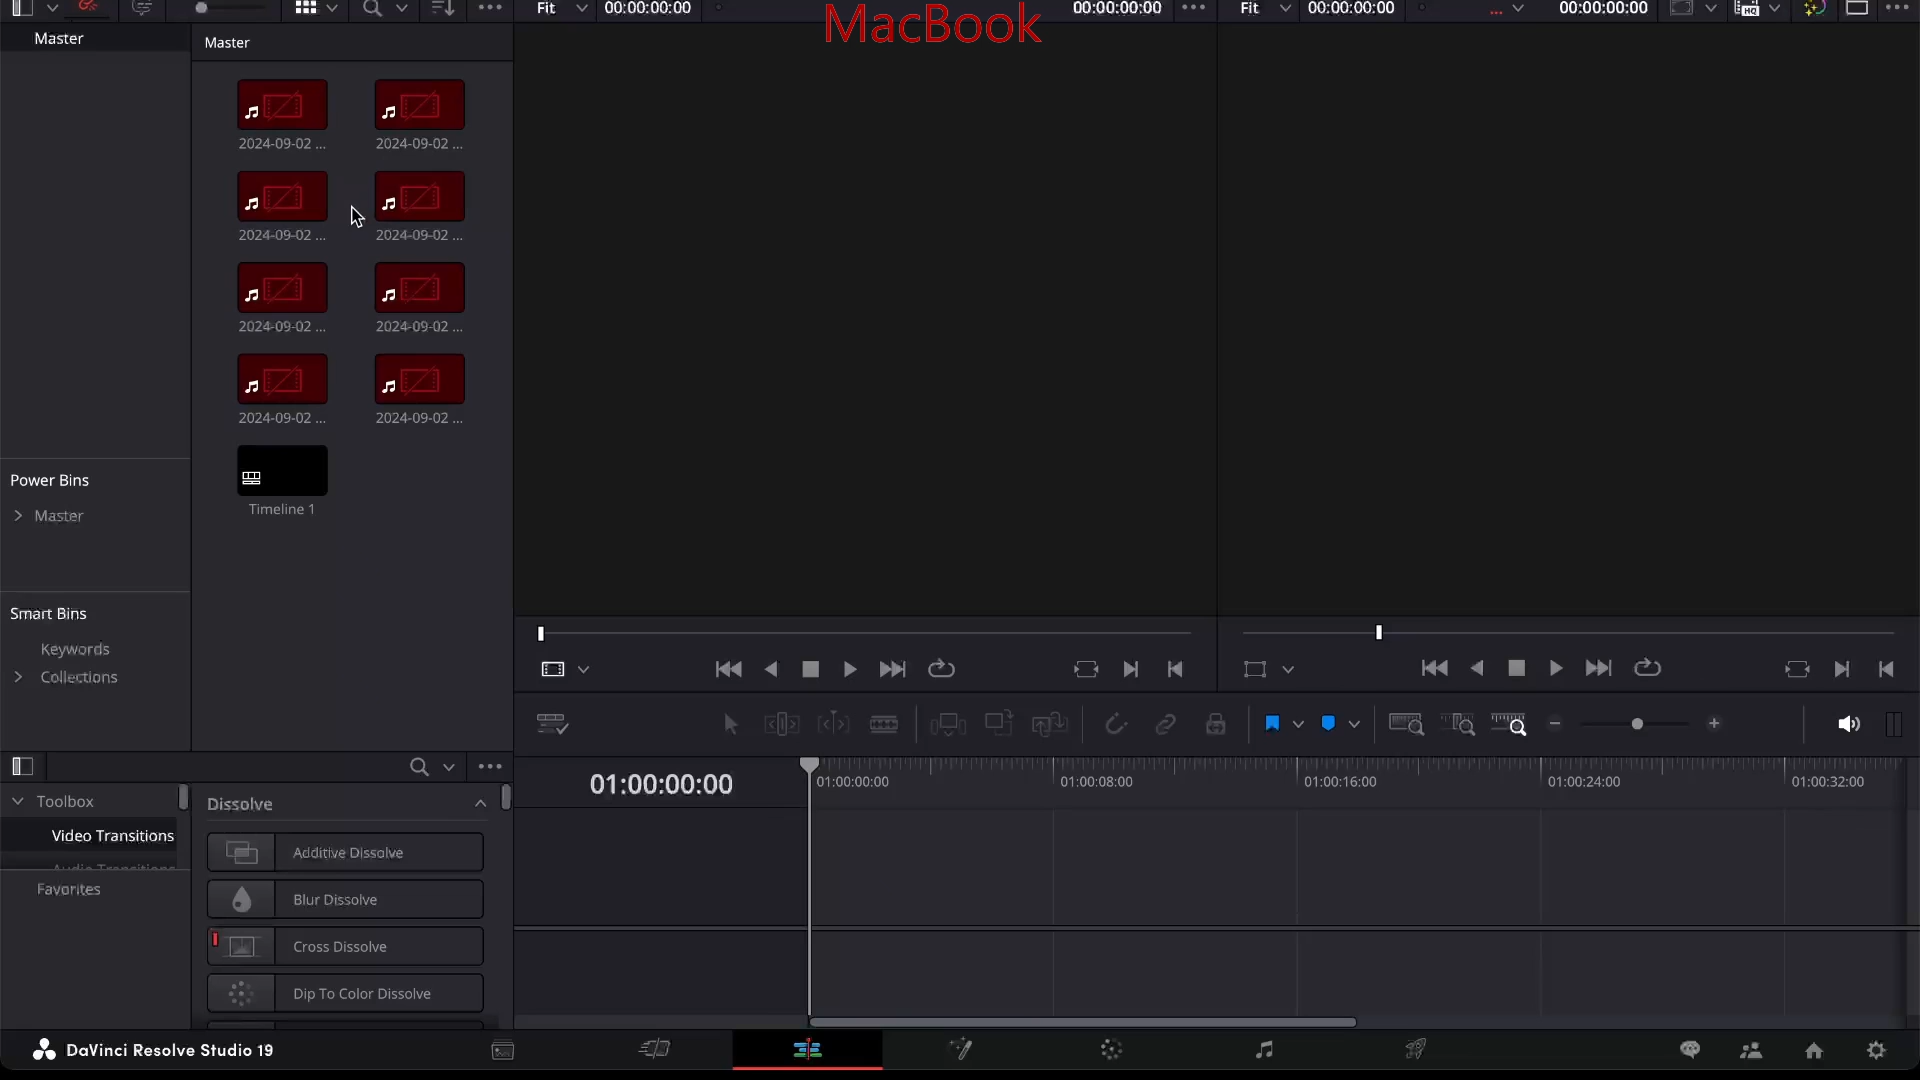 Fit
00:00:00:00
MacBook
00:00:00:00
Fit
00:00:00:00
...
00:00:00:00
HQ
Master
Master
2024-09-02 ...
2024-09-02 ...
2024-09-02 ...
2024-09-02 ...
2024-09-02 ...
2024-09-02 ...
2024-09-02 ...
2024-09-02 ...
Timeline 1
Power Bins
Master
Smart Bins
Keywords
Collections
Toolbox
Video Transitions
Audio Transitions
Favorites
Dissolve
Additive Dissolve
Blur Dissolve
Cross Dissolve
Dip To Color Dissolve
01:00:00:00
01:00:00:00
01:00:08:00
01:00:16:00
01:00:24:00
01:00:32:00
DaVinci Resolve Studio 19